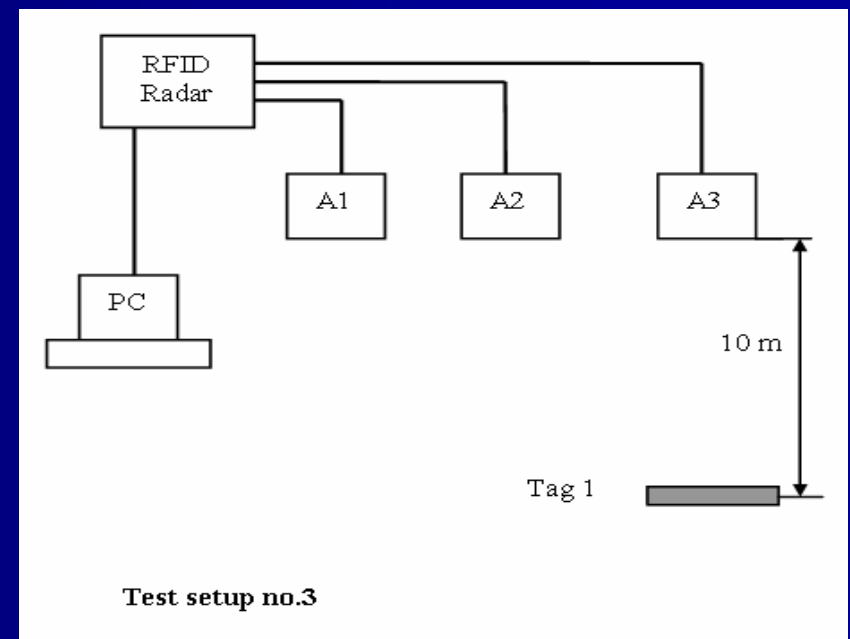 RFID
Radar
A1
A2
A3
PC
10 m
Tag 1
Test setup no.3